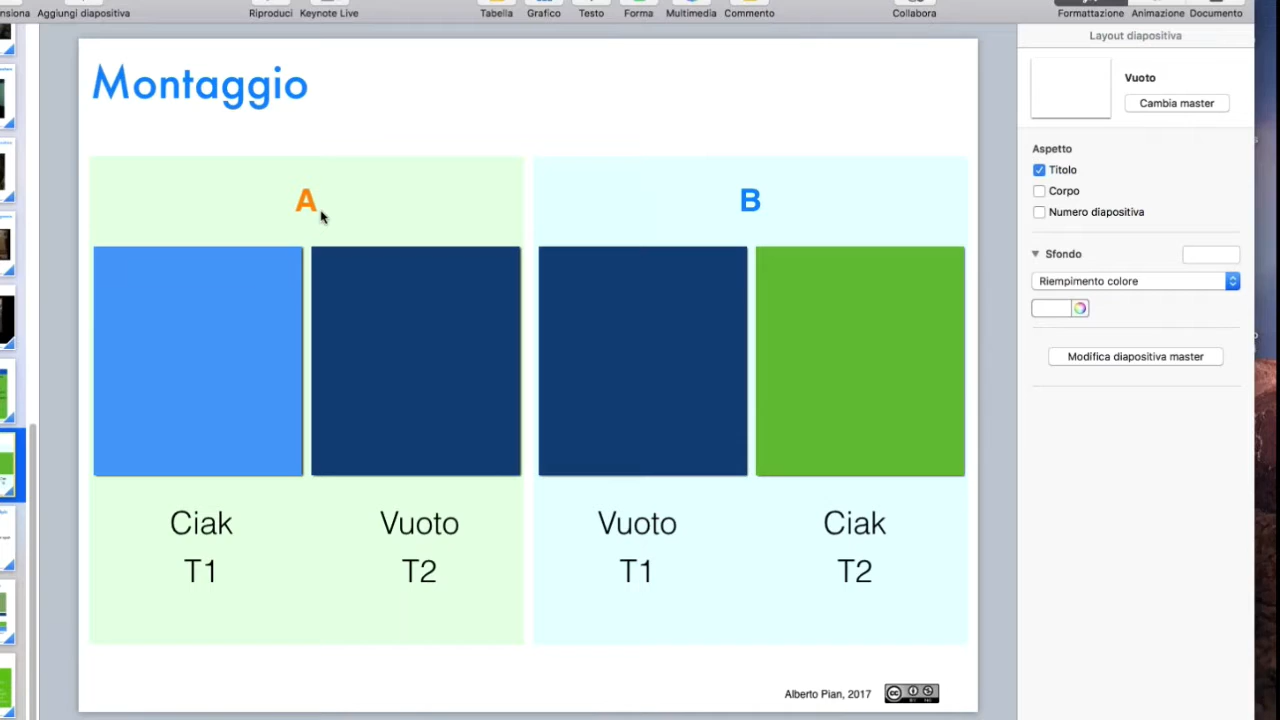 nsiona Aggiungi diapositiva Riproduci Keynote Live Tabella Grafico Testo Forma Multimedia Commento Collabora Formattazione Animazione Documento
Layout diapositiva
Vuoto
Cambia master
Aspetto
Titolo
Corpo
Numero diapositiva
Sfondo
Riempimento colore
Modifica diapositiva master
Montaggio
A B
Ciak Vuoto Vuoto Ciak
T1 T2 T1 T2
Alberto Pian, 2017